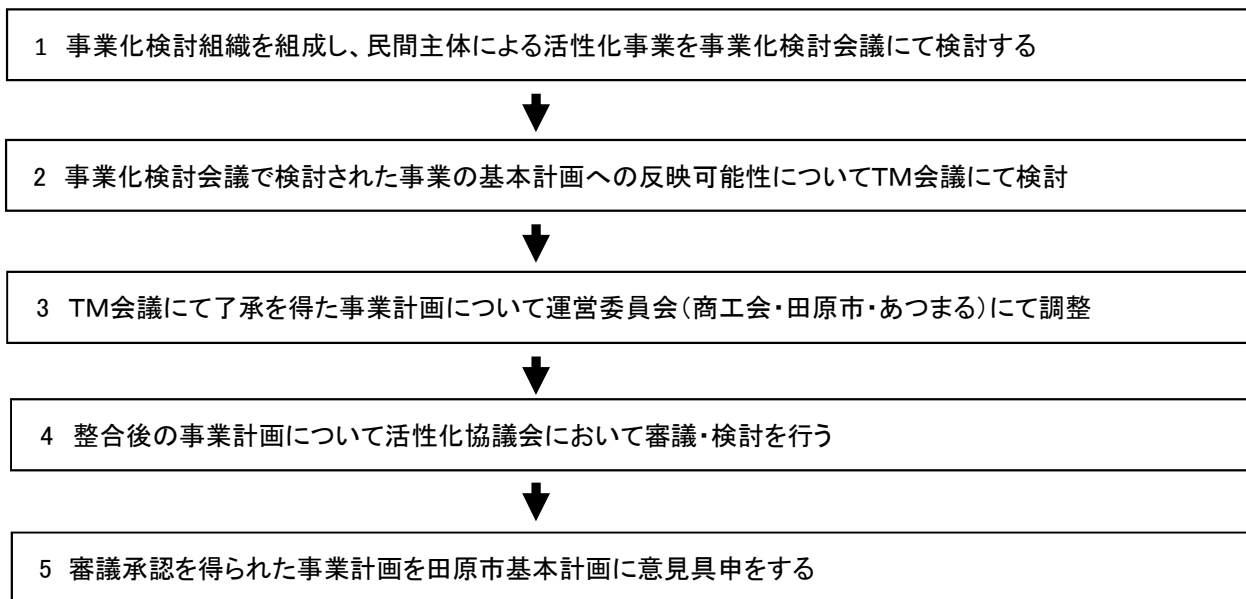 1 事業化検討組織を組成し、民間主体による活性化事業を事業化検討会議にて検討する
2 事業化検討会議で検討された事業の基本計画への反映可能性についてTM会議にて検討
3 TM会議にて了承を得た事業計画について運営委員会(商工会・田原市・あつまる)にて調整
4 整合後の事業計画について活性化協議会において審議・検討を行う
5 審議承認を得られた事業計画を田原市基本計画に意見具申をする